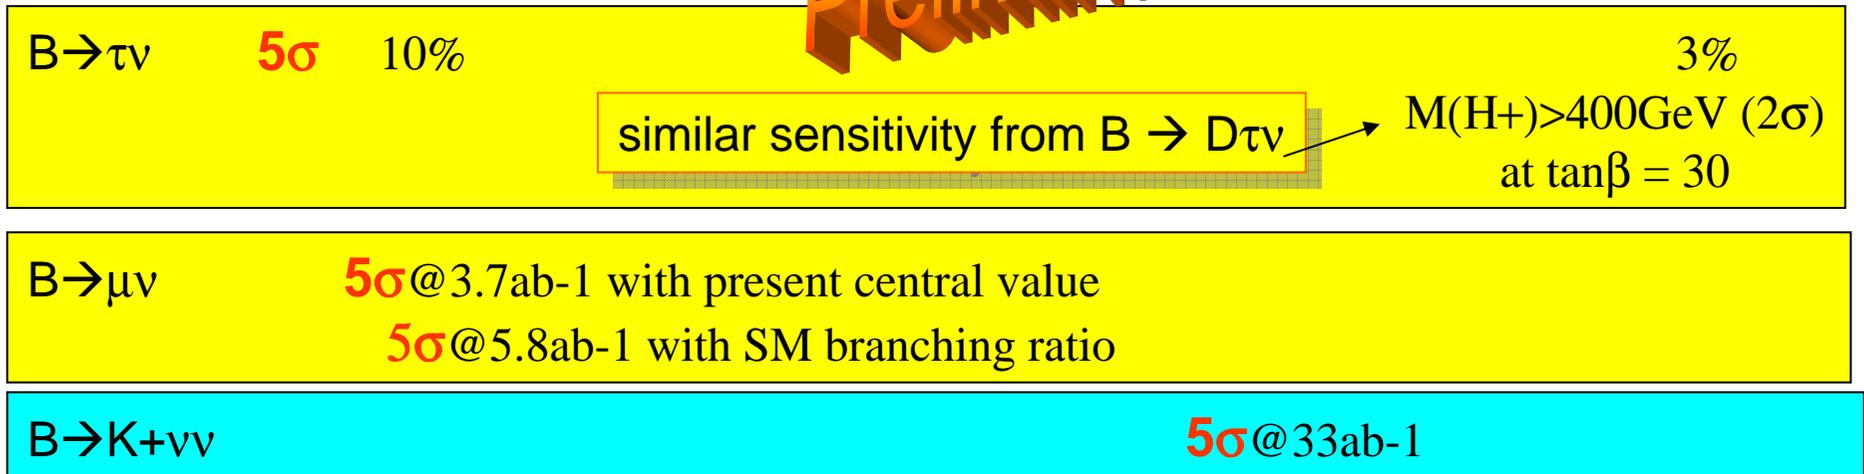 B→τν 5σ 10% 3%
similar sensitivity from B → Dτν
M(H+)>400GeV (2σ)
at tanβ = 30
B→μν 5σ@3.7ab-1 with present central value
5σ@5.8ab-1 with SM branching ratio
B→K+νν 5σ@33ab-1